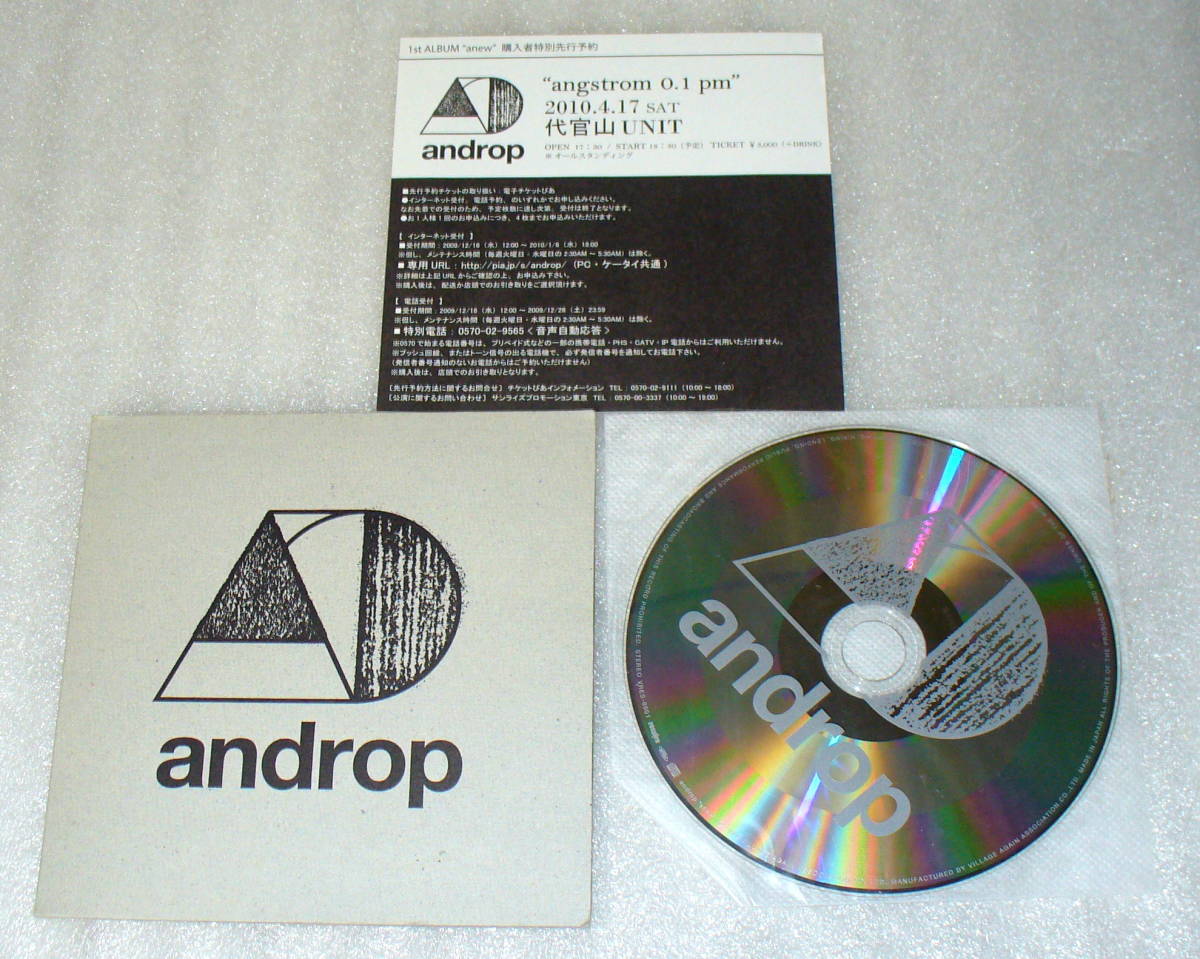 1st ALBUM "anew" 購入者特別先行予約
androp
"angstrom 0.1 pm"
2010.4.17 SAT
代官山 UNIT
OPEN 17:30 / START 18:30 (予定) TICKET ¥3,000 (+DRINK)
※オールスタンディング
■先行予約チケットの取り扱い:電子チケットぴあ
●インターネット受付、電話予約、のいずれかでお申し込みください。
なお先着での受付のため、予定枚数に達し次第、受付は終了となります。
●お1人様1回のお申込みにつき、4枚までお申込みいただけます。
【 インターネット受付 】
■受付期間:2009/12/16 (水) 12:00 ~ 2010/1/6 (水) 18:00
※但し、メンテナンス時間 (毎週火曜日・水曜日の2:30AM ~ 5:30AM) は除く。
■ 専用URL:http://pia.jp/s/androp/ (PC・ケータイ共通 )
※詳細は上記URLからご確認の上、お申込み下さい。
※購入後は、配送か店頭でのお引き取りをご選択頂けます。
【 電話受付 】
■受付期間:2009/12/16 (水) 12:00 ~ 2009/12/26 (土) 23:59
※但し、メンテナンス時間 (毎週火曜日・水曜日の2:30AM ~ 5:30AM) は除く。
■ 特別電話:0570-02-9565 < 音声自動応答 >
※0570で始まる電話番号は、プリペイド式などの一部の携帯電話・PHS・CATV・IP電話からはご利用いただけません。
※プッシュ回線、またはトーン信号の出る電話機で、必ず発信者番号を通知してお電話下さい。
(発信者番号通知のないお電話からはご予約いただけません)
※購入後は、店頭でのお引き取りとなります。
[先行予約方法に関するお問合せ] チケットぴあインフォメーション TEL:0570-02-9111 (10:00 ~ 18:00)
[公演に関するお問い合わせ] サンライズプロモーション東京 TEL:0570-00-3337 (10:00 ~ 19:00)
androp
androp
PUBLIC PERFORMANCE AND BROADCASTING OF THIS RECORD PROHIBITED. STEREO
MANUFACTURED BY VILLAGE AGAIN ASSOCIATION CO.,LTD. MADE IN JAPAN ALL RIGHTS OF THE PRODUCER